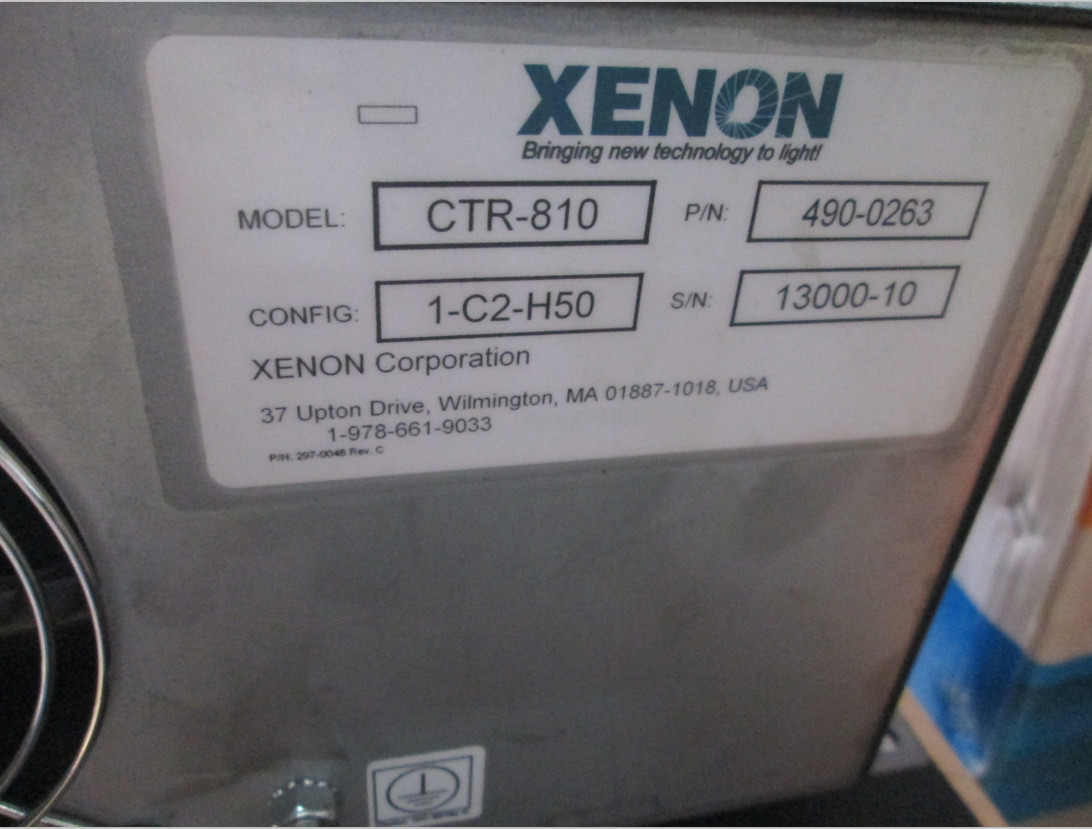 XENON
Bringing new technology to light!
MODEL: CTR-810 P/N: 490-0263
CONFIG: 1-C2-H50 S/N: 13000-10
XENON Corporation
37 Upton Drive, Wilmington, MA 01887-1018, USA
1-978-661-9033
P/N: 297-0046 Rev. C